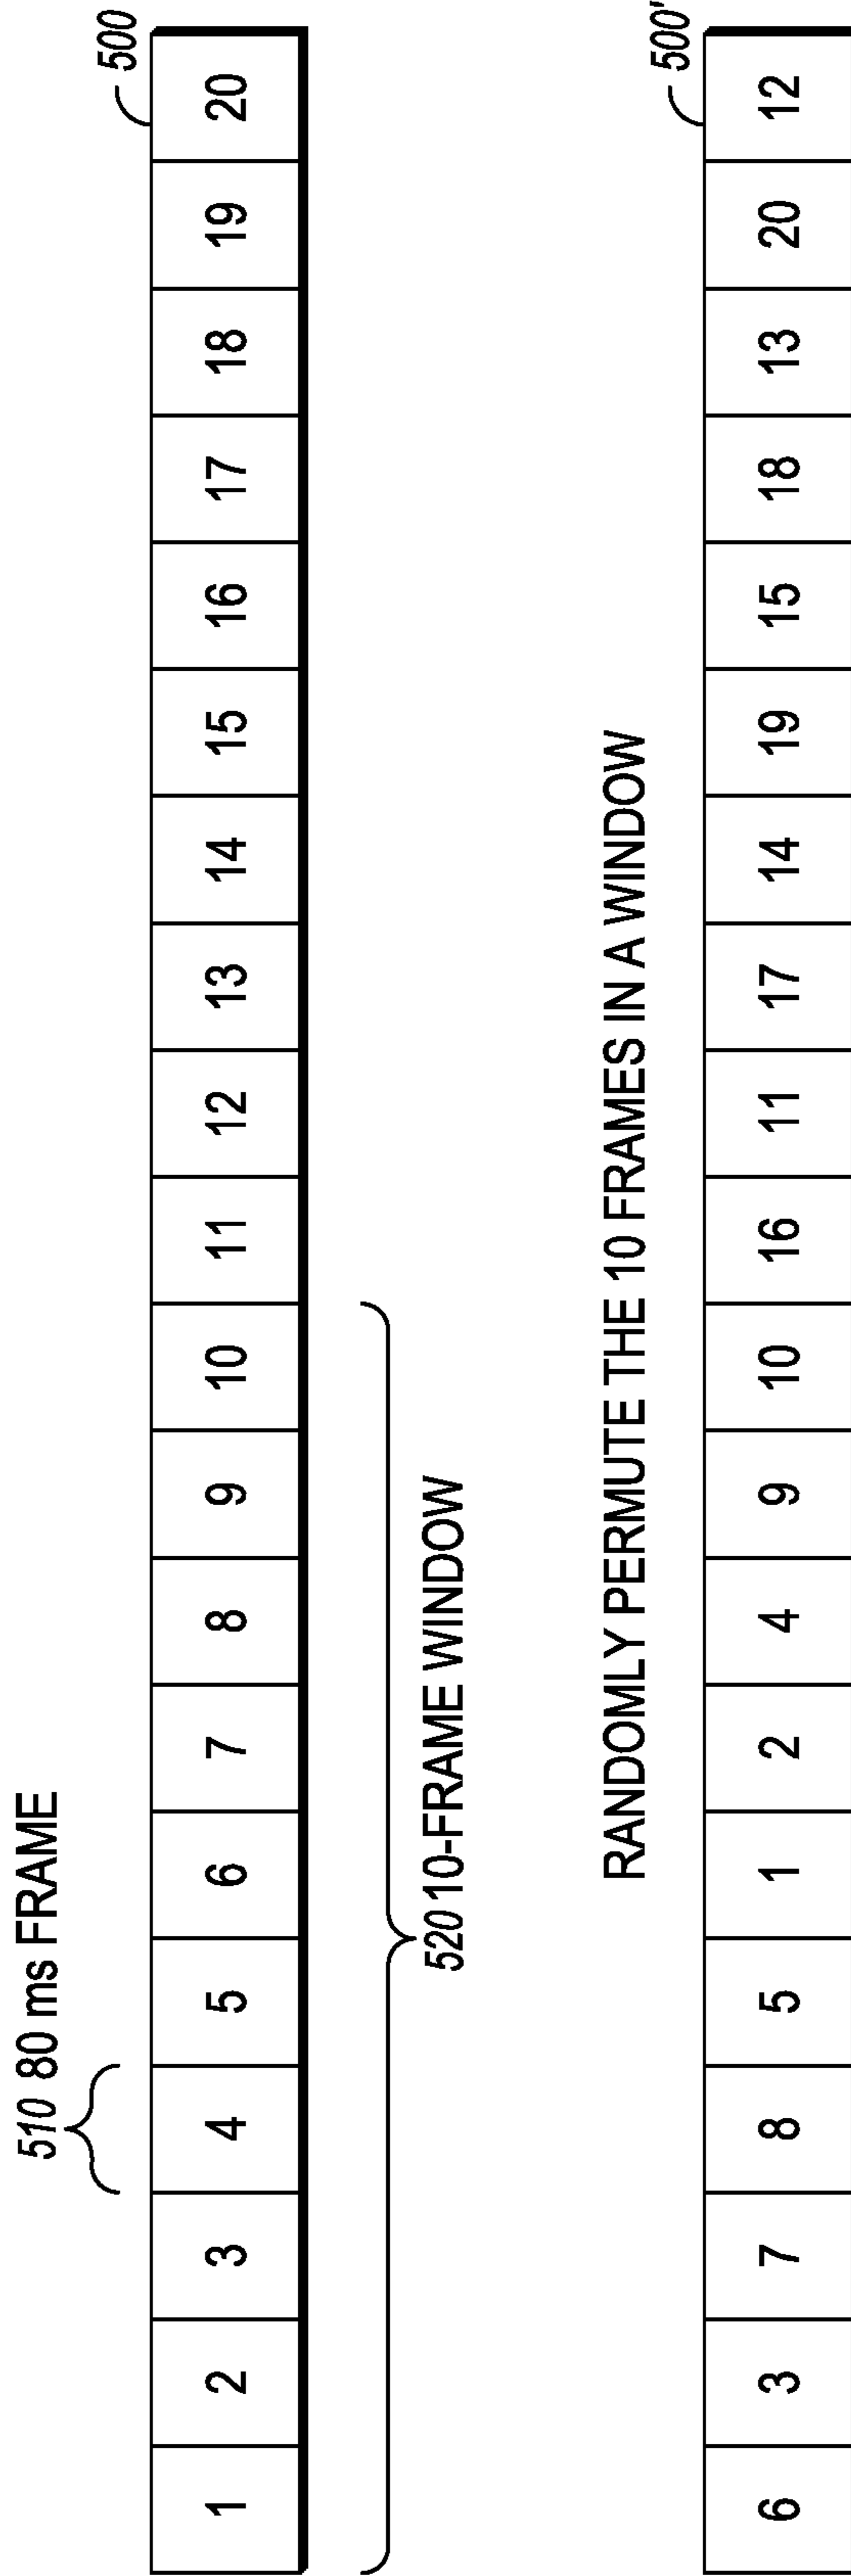 510 80 ms FRAME
500
1 2 3 4 5 6 7 8 9 10 11 12 13 14 15 16 17 18 19 20
520 10-FRAME WINDOW
RANDOMLY PERMUTE THE 10 FRAMES IN A WINDOW
500'
6 3 7 8 5 1 2 4 9 10 16 11 17 14 19 15 18 13 20 12